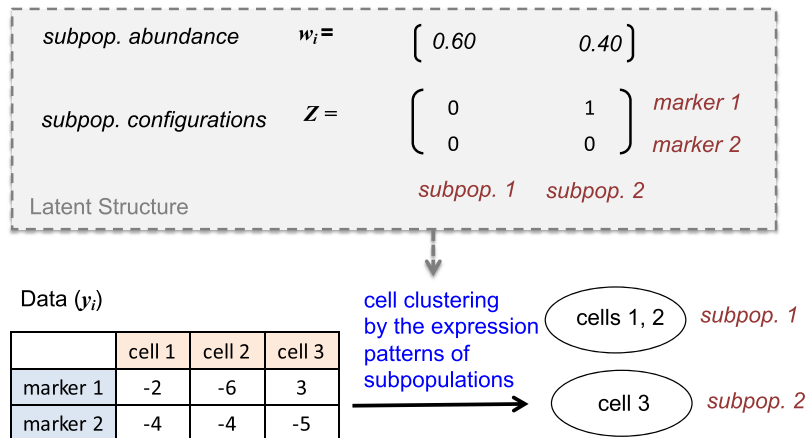 subpop. abundance w_i = 0.60 0.40
subpop. configurations Z = 0 1 marker 1
0 0 marker 2
subpop. 1 subpop. 2
Latent Structure
Data (y_i)
cell 1 cell 2 cell 3
marker 1 -2 -6 3
marker 2 -4 -4 -5
cell clustering
by the expression
patterns of
subpopulations
cells 1, 2 subpop. 1
cell 3 subpop. 2